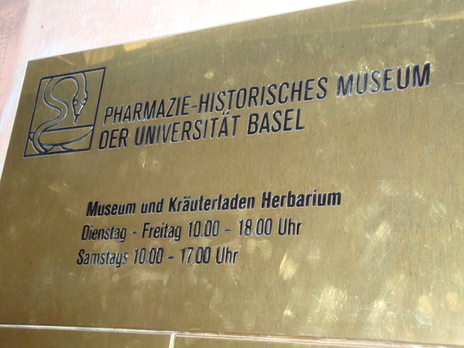 PHARMAZIE-HISTORISCHES MUSEUM
DER UNIVERSITÄT BASEL
Museum und Kräuterladen Herbarium
Dienstag - Freitag 10.00 - 18.00 Uhr
Samstays 10.00 - 17.00 Uhr